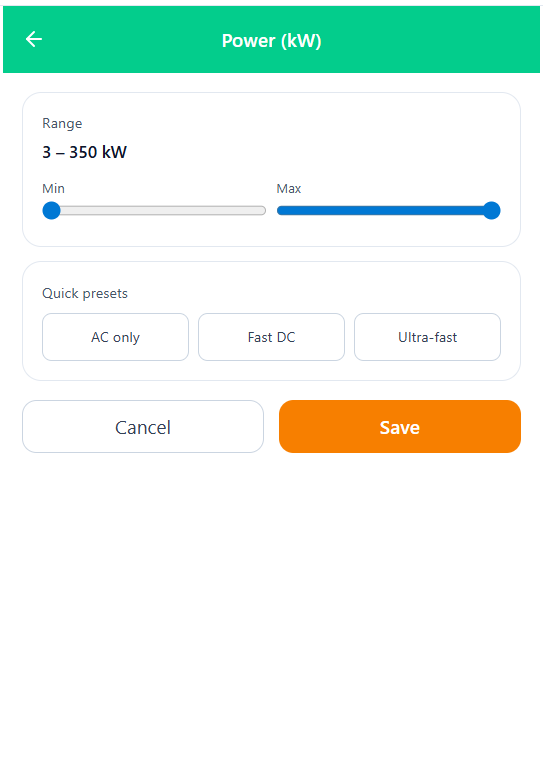 Power (kW)
Range
3 – 350 kW
Min
Max
Quick presets
AC only
Fast DC
Ultra-fast
Cancel
Save